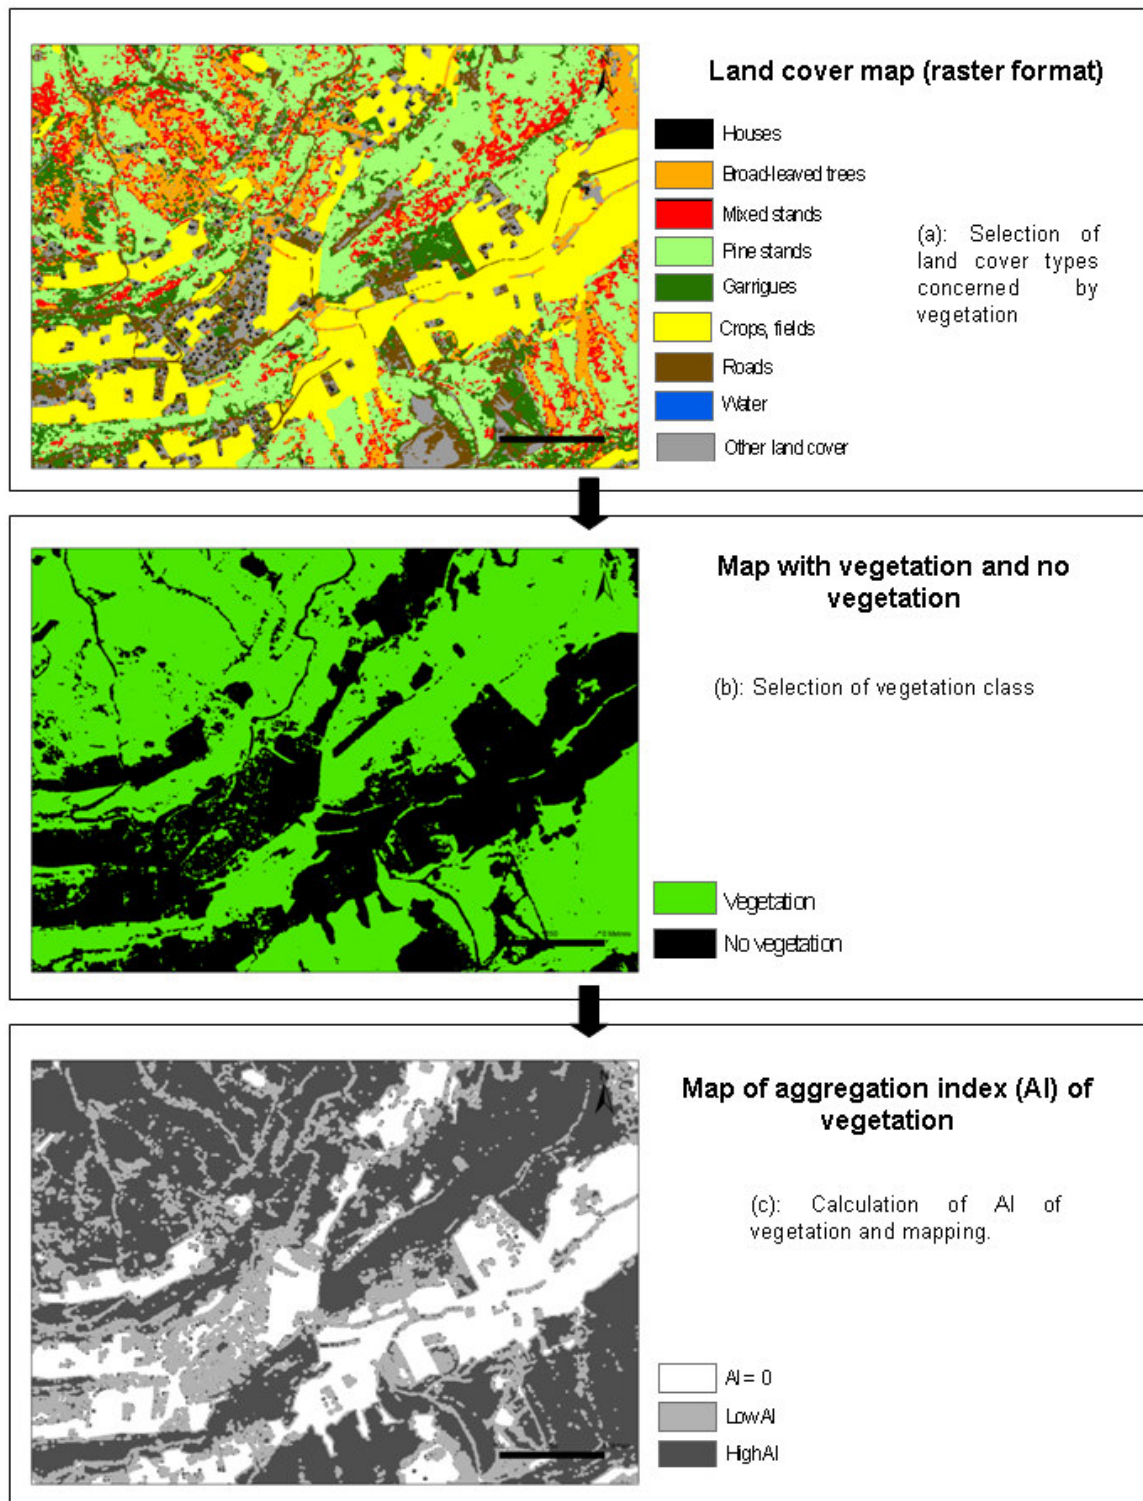 Land cover map (raster format)
Houses
Broad-leaved trees
Mixed stands
Pine stands
Garrigues
Crops, fields
Roads
Water
Other land cover
(a): Selection of
land cover types
concerned by
vegetation
Map with vegetation and no
vegetation
(b): Selection of vegetation class
Vegetation
No vegetation
N
Map of aggregation index (AI) of
vegetation
(c): Calculation of AI of
vegetation and mapping.
AI = 0
Low AI
High AI
N